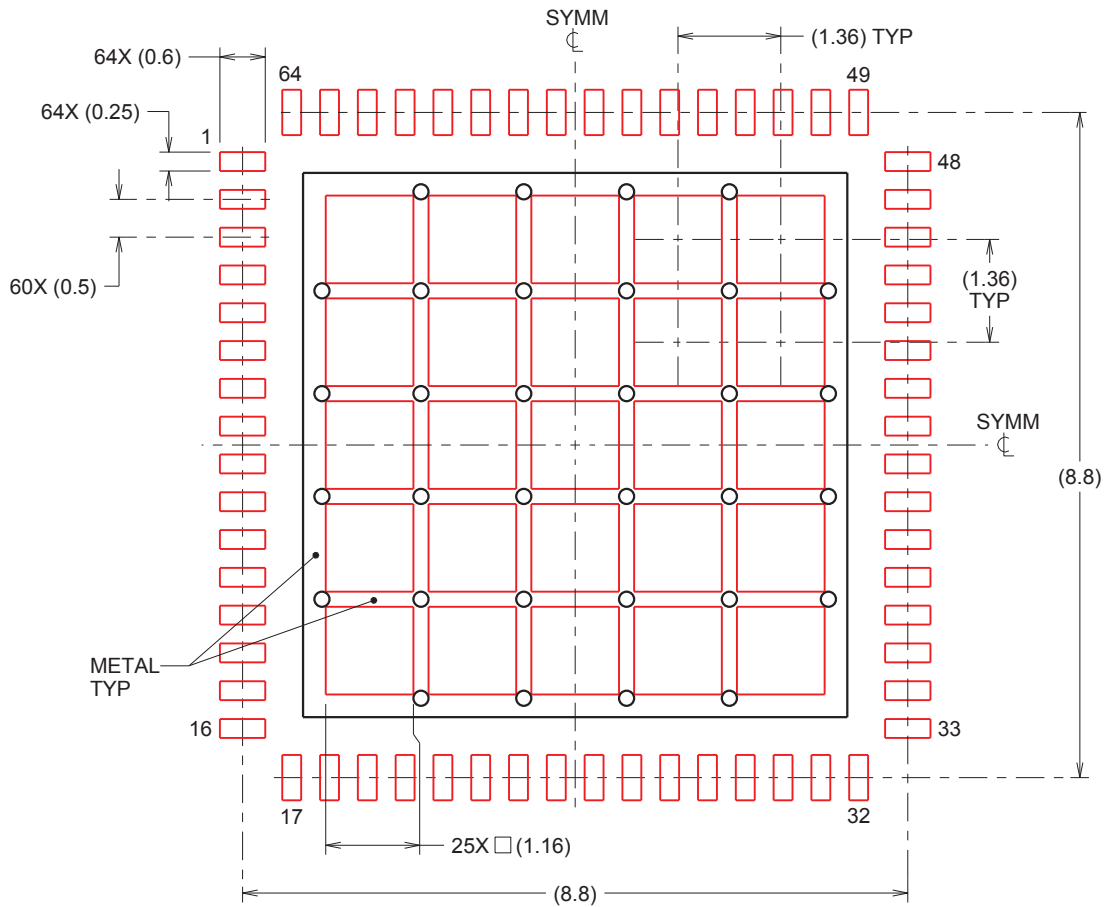 SYMM
℄
(1.36) TYP
64X (0.6)
64
49
64X (0.25)
1
48
60X (0.5)
(1.36)
TYP
SYMM
℄
(8.8)
METAL
TYP
16
33
17
32
25X □ (1.16)
(8.8)